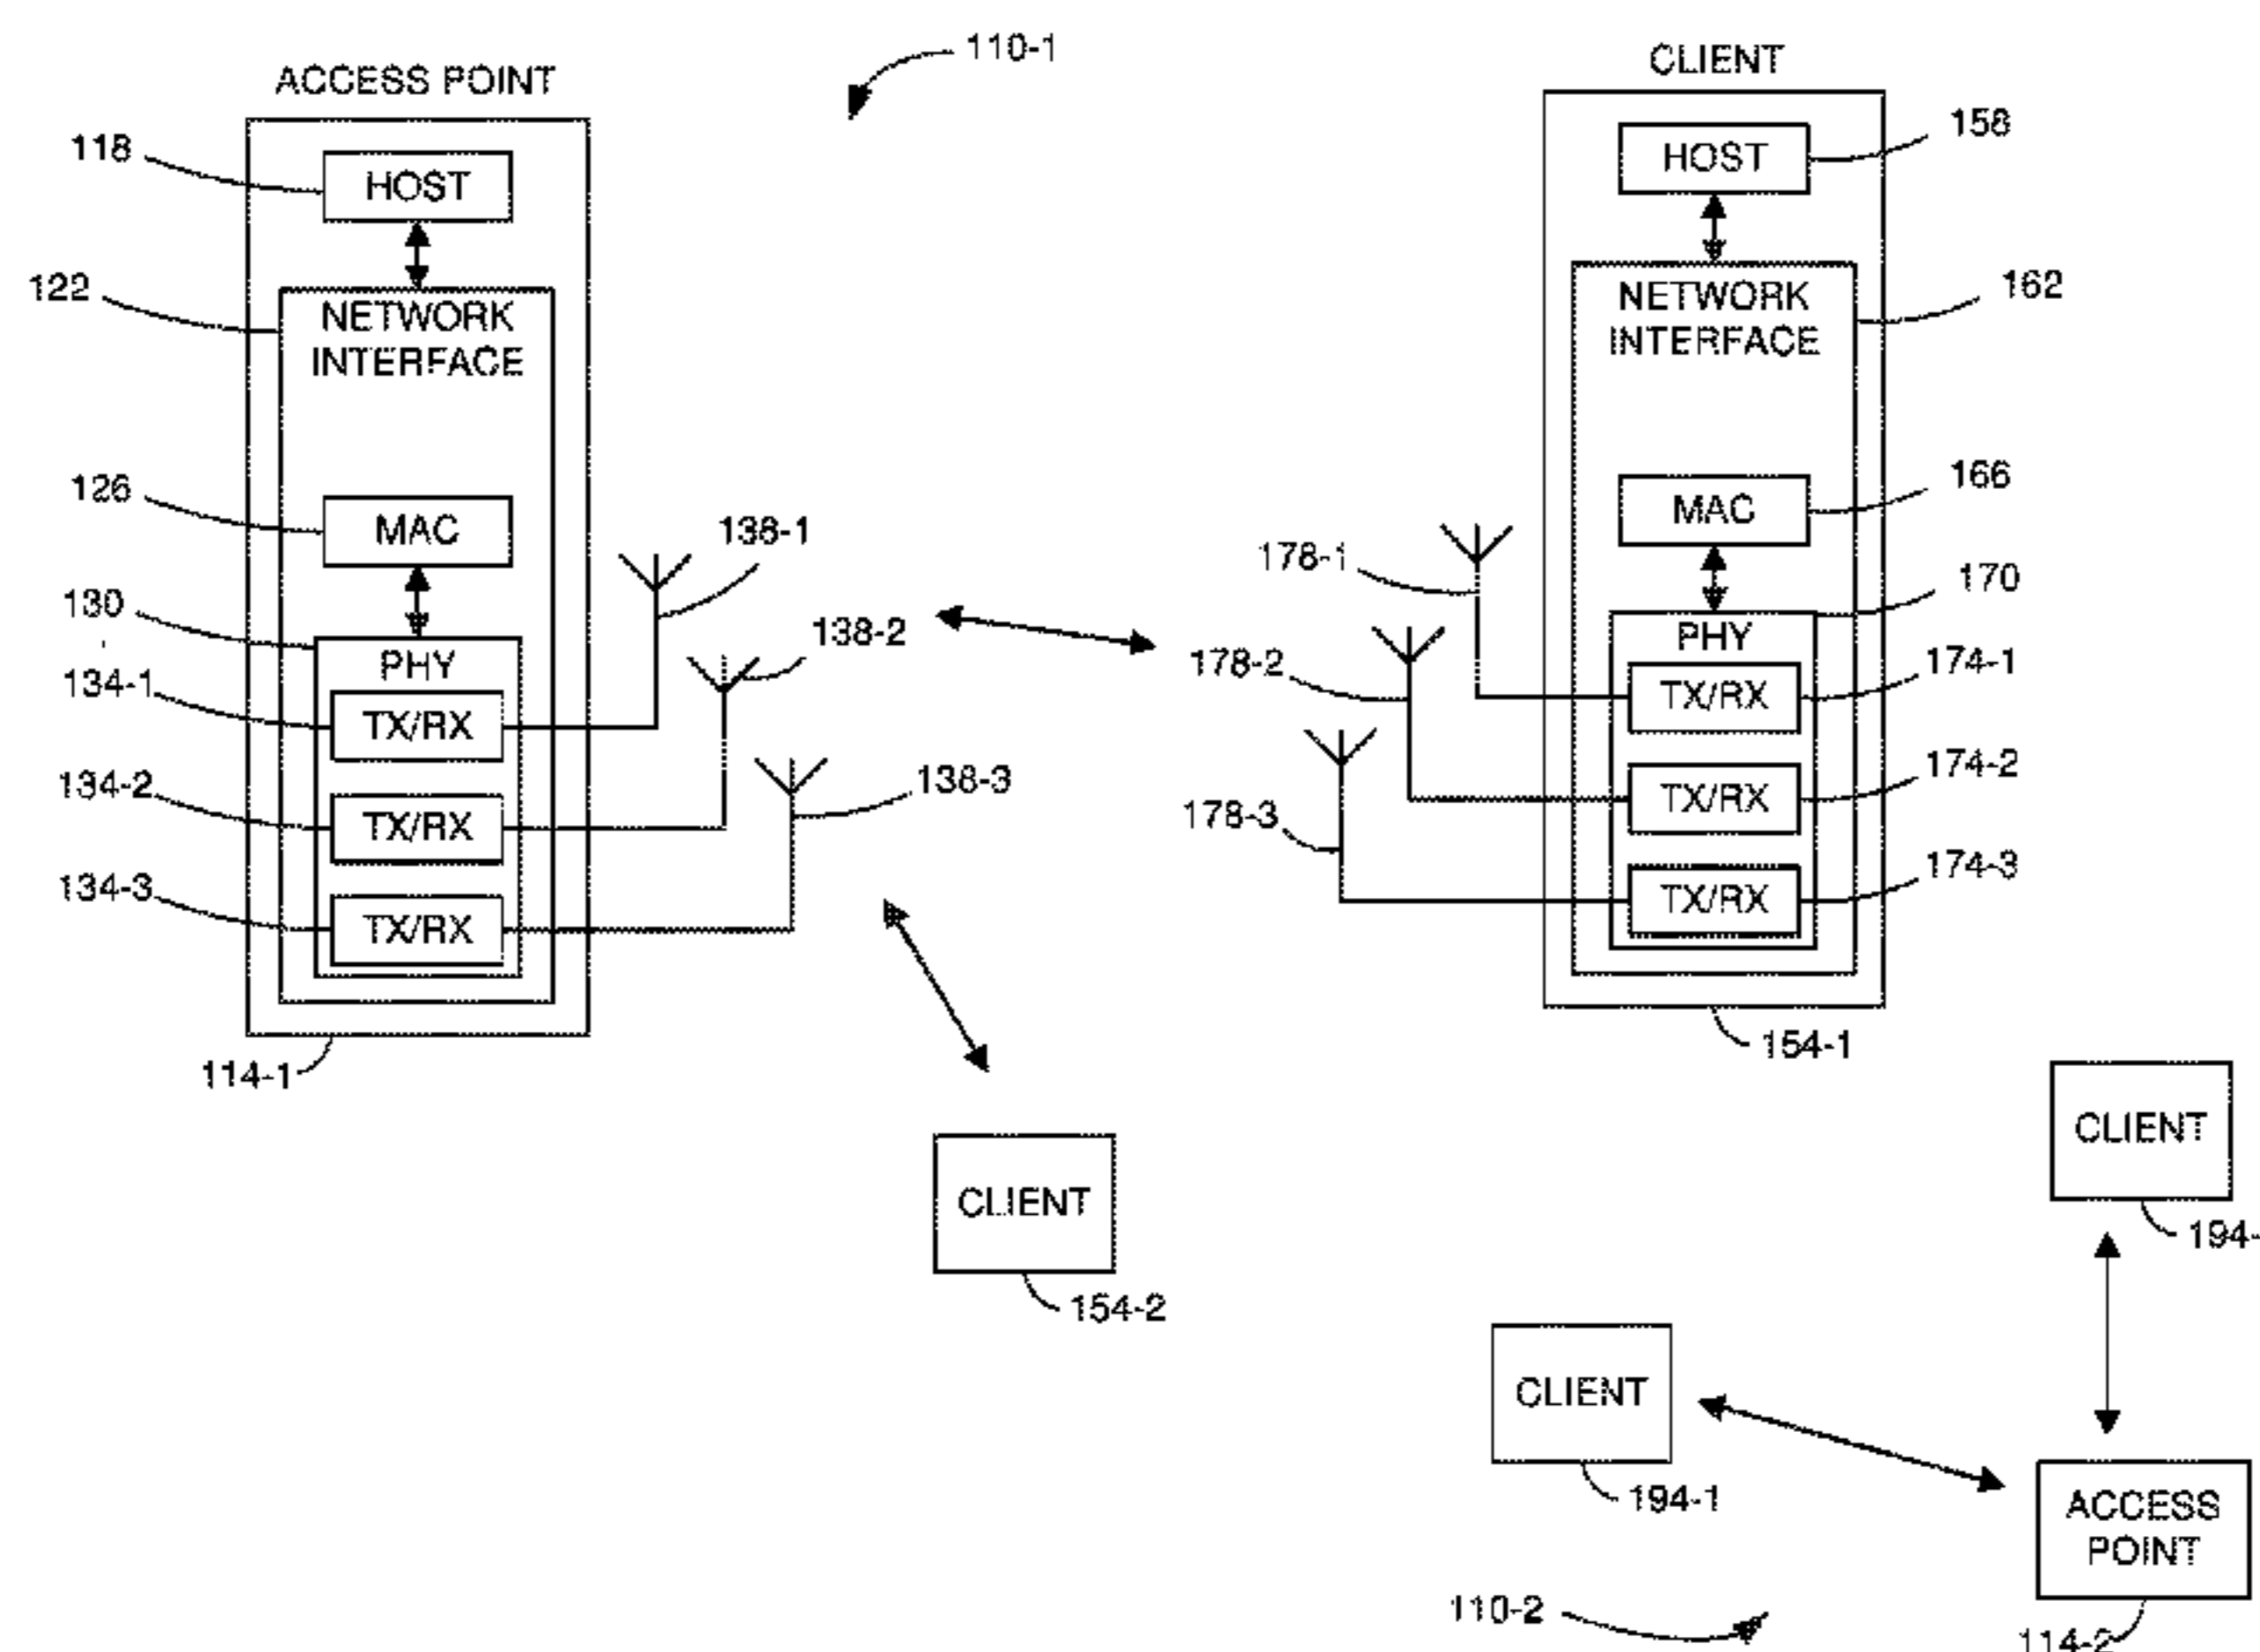 110-1
ACCESS POINT
CLIENT
118
HOST
HOST
158
122
NETWORK
INTERFACE
NETWORK
INTERFACE
162
126
MAC
138-1
178-1
MAC
166
130
PHY
138-2
178-2
PHY
170
134-1
TX/RX
TX/RX
174-1
134-2
TX/RX
138-3
178-3
TX/RX
174-2
134-3
TX/RX
TX/RX
174-3
114-1
154-1
CLIENT
154-2
CLIENT
194-
CLIENT
194-1
ACCESS
POINT
110-2
114-2